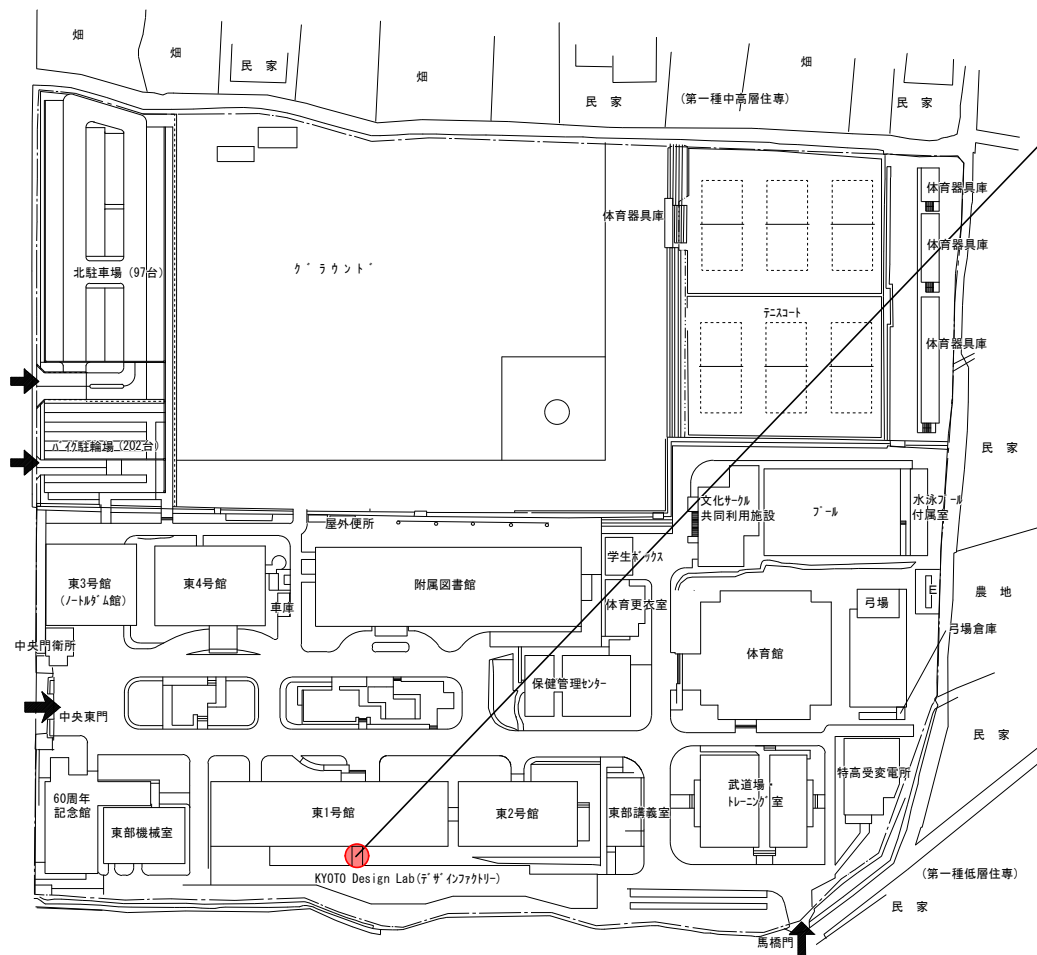 畑
畑
民　家
畑
民　家
(第一種中高層住専)
畑
民　家
体育器具庫
体育器具庫
体育器具庫
体育器具庫
グラウンド
北駐車場 (97台)
テニスコート
バイク駐輪場 (202台)
民　家
文化サークル
共同利用施設
プール
水泳プール
付属室
屋外便所
学生ボックス
東3号館
(ノートルダム館)
東4号館
車庫
附属図書館
体育更衣室
E
農　地
弓場
弓場倉庫
中央門衛所
体育館
保健管理センター
中央東門
民　家
特高受変電所
60周年
記念館
東部機械室
東1号館
東2号館
東部講義室
武道場・
トレーニング室
KYOTO Design Lab(デザインファクトリー)
(第一種低層住専)
民　家
馬橋門